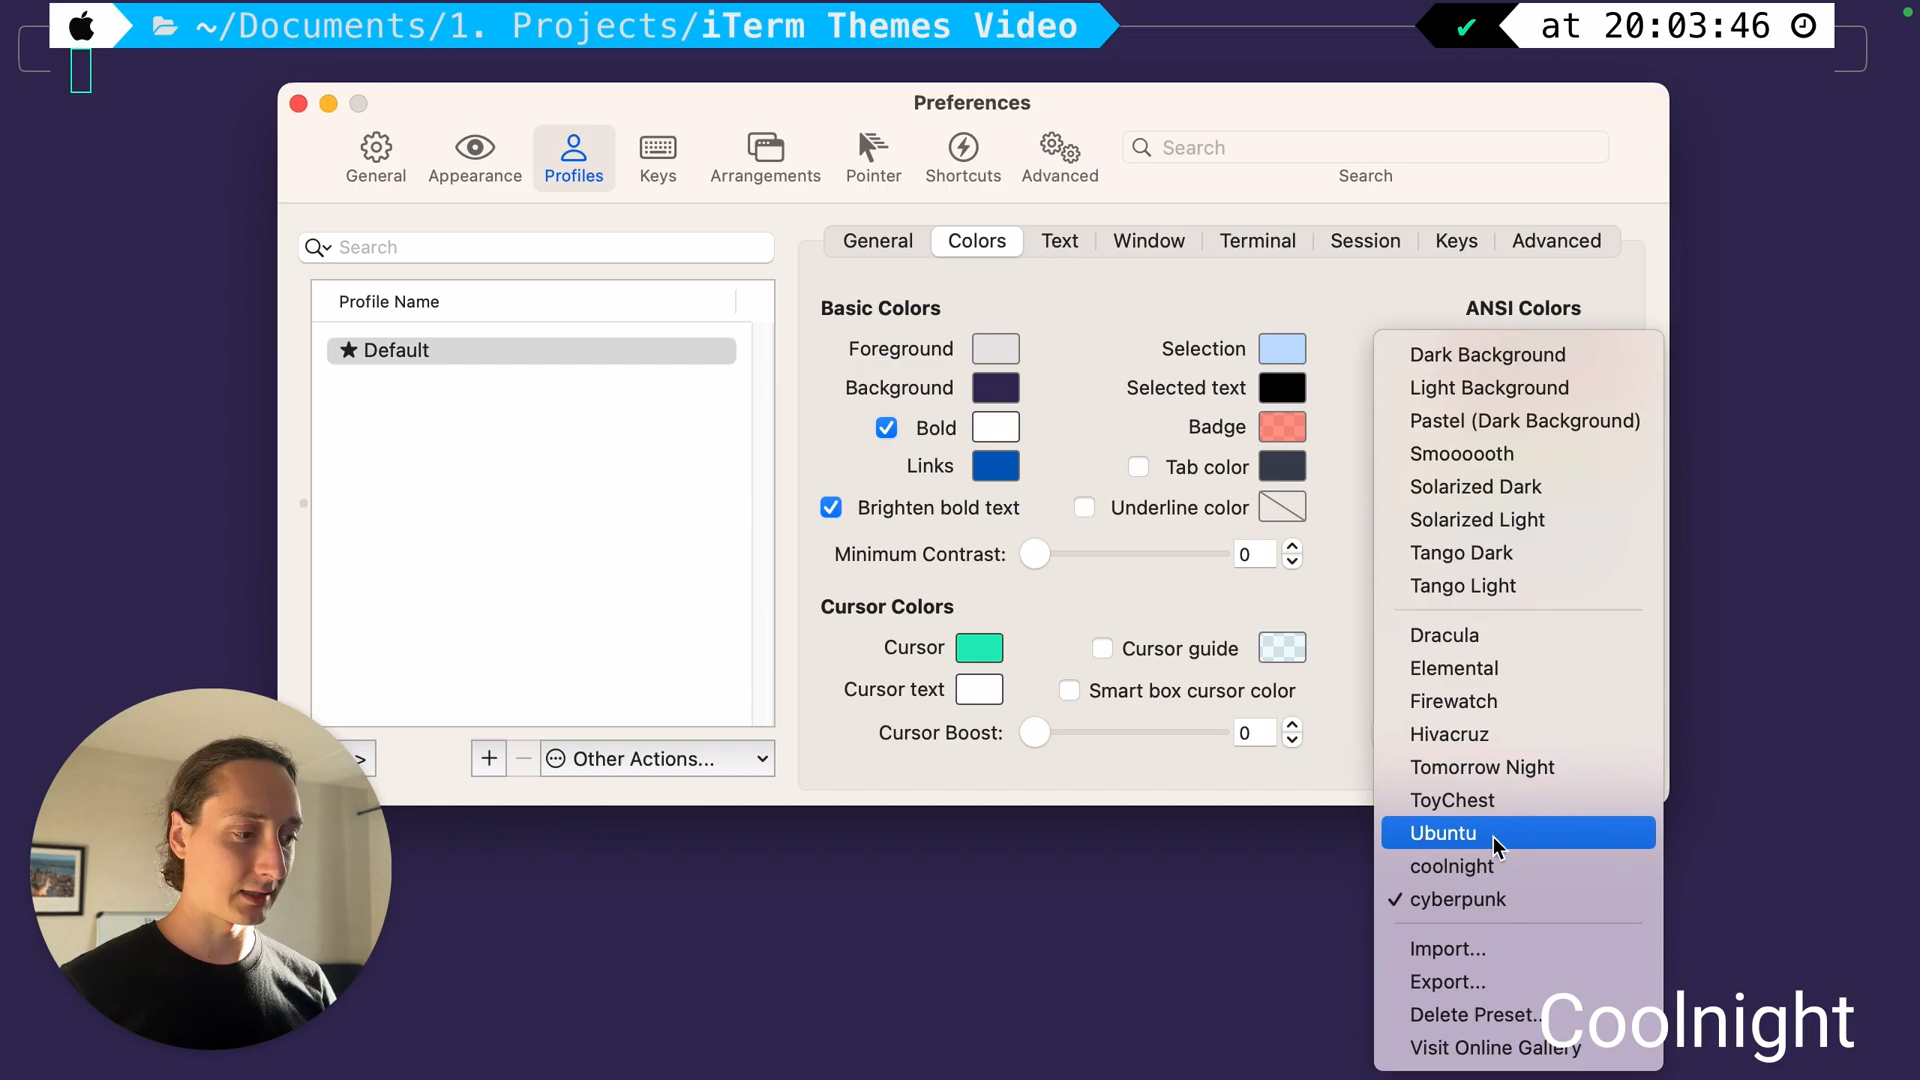 ~/Documents/1. Projects/iTerm Themes Video
✓ at 20:03:46
Preferences
General
Appearance
Profiles
Keys
Arrangements
Pointer
Shortcuts
Advanced
Search
Search
Search
Profile Name
★ Default
>
+
−
Other Actions...
General
Colors
Text
Window
Terminal
Session
Keys
Advanced
Basic Colors
Foreground
Background
Bold
Links
Brighten bold text
Minimum Contrast:
0
Selection
Selected text
Badge
Tab color
Underline color
Cursor Colors
Cursor
Cursor text
Cursor Boost:
0
Cursor guide
Smart box cursor color
ANSI Colors
Dark Background
Light Background
Pastel (Dark Background)
Smoooooth
Solarized Dark
Solarized Light
Tango Dark
Tango Light
Dracula
Elemental
Firewatch
Hivacruz
Tomorrow Night
ToyChest
Ubuntu
coolnight
✓ cyberpunk
Import...
Export...
Delete Preset...
Visit Online Gallery
Coolnight